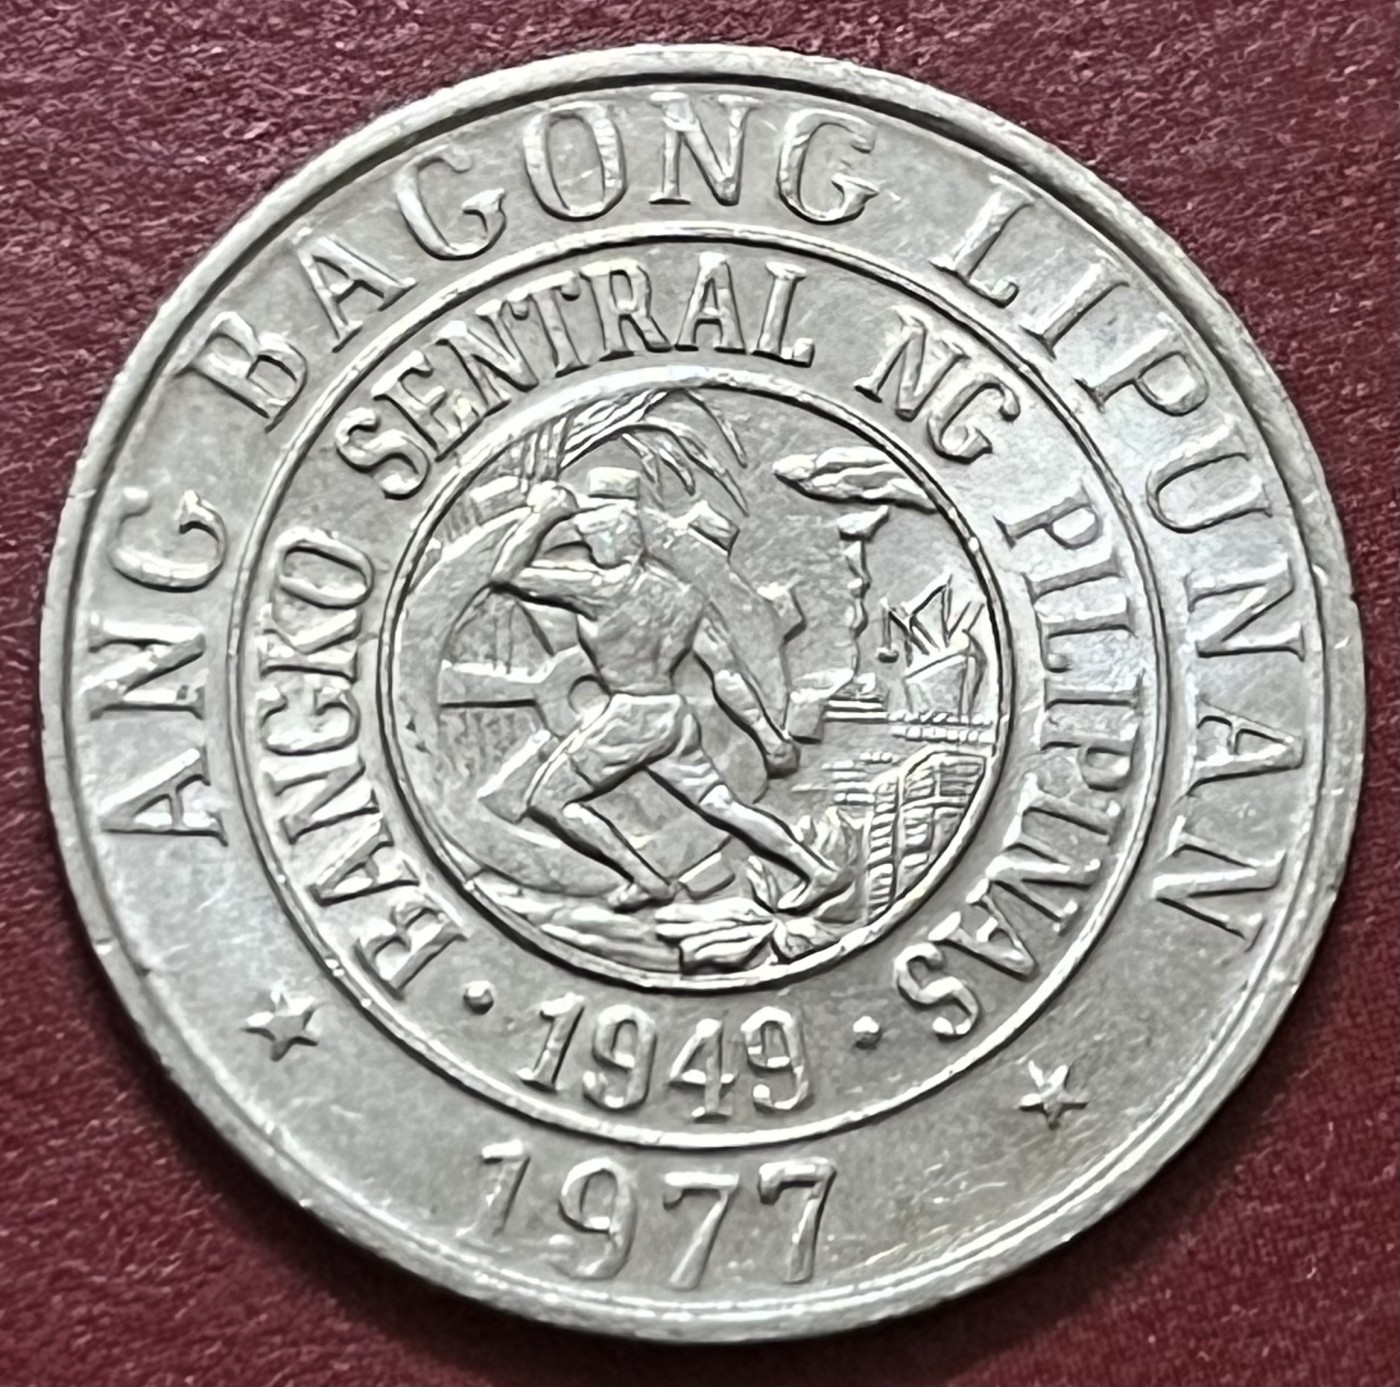 ANG BAGONG LIPUNAN
BANGKO SENTRAL NG PILIPINAS
· 1949 ·
1977